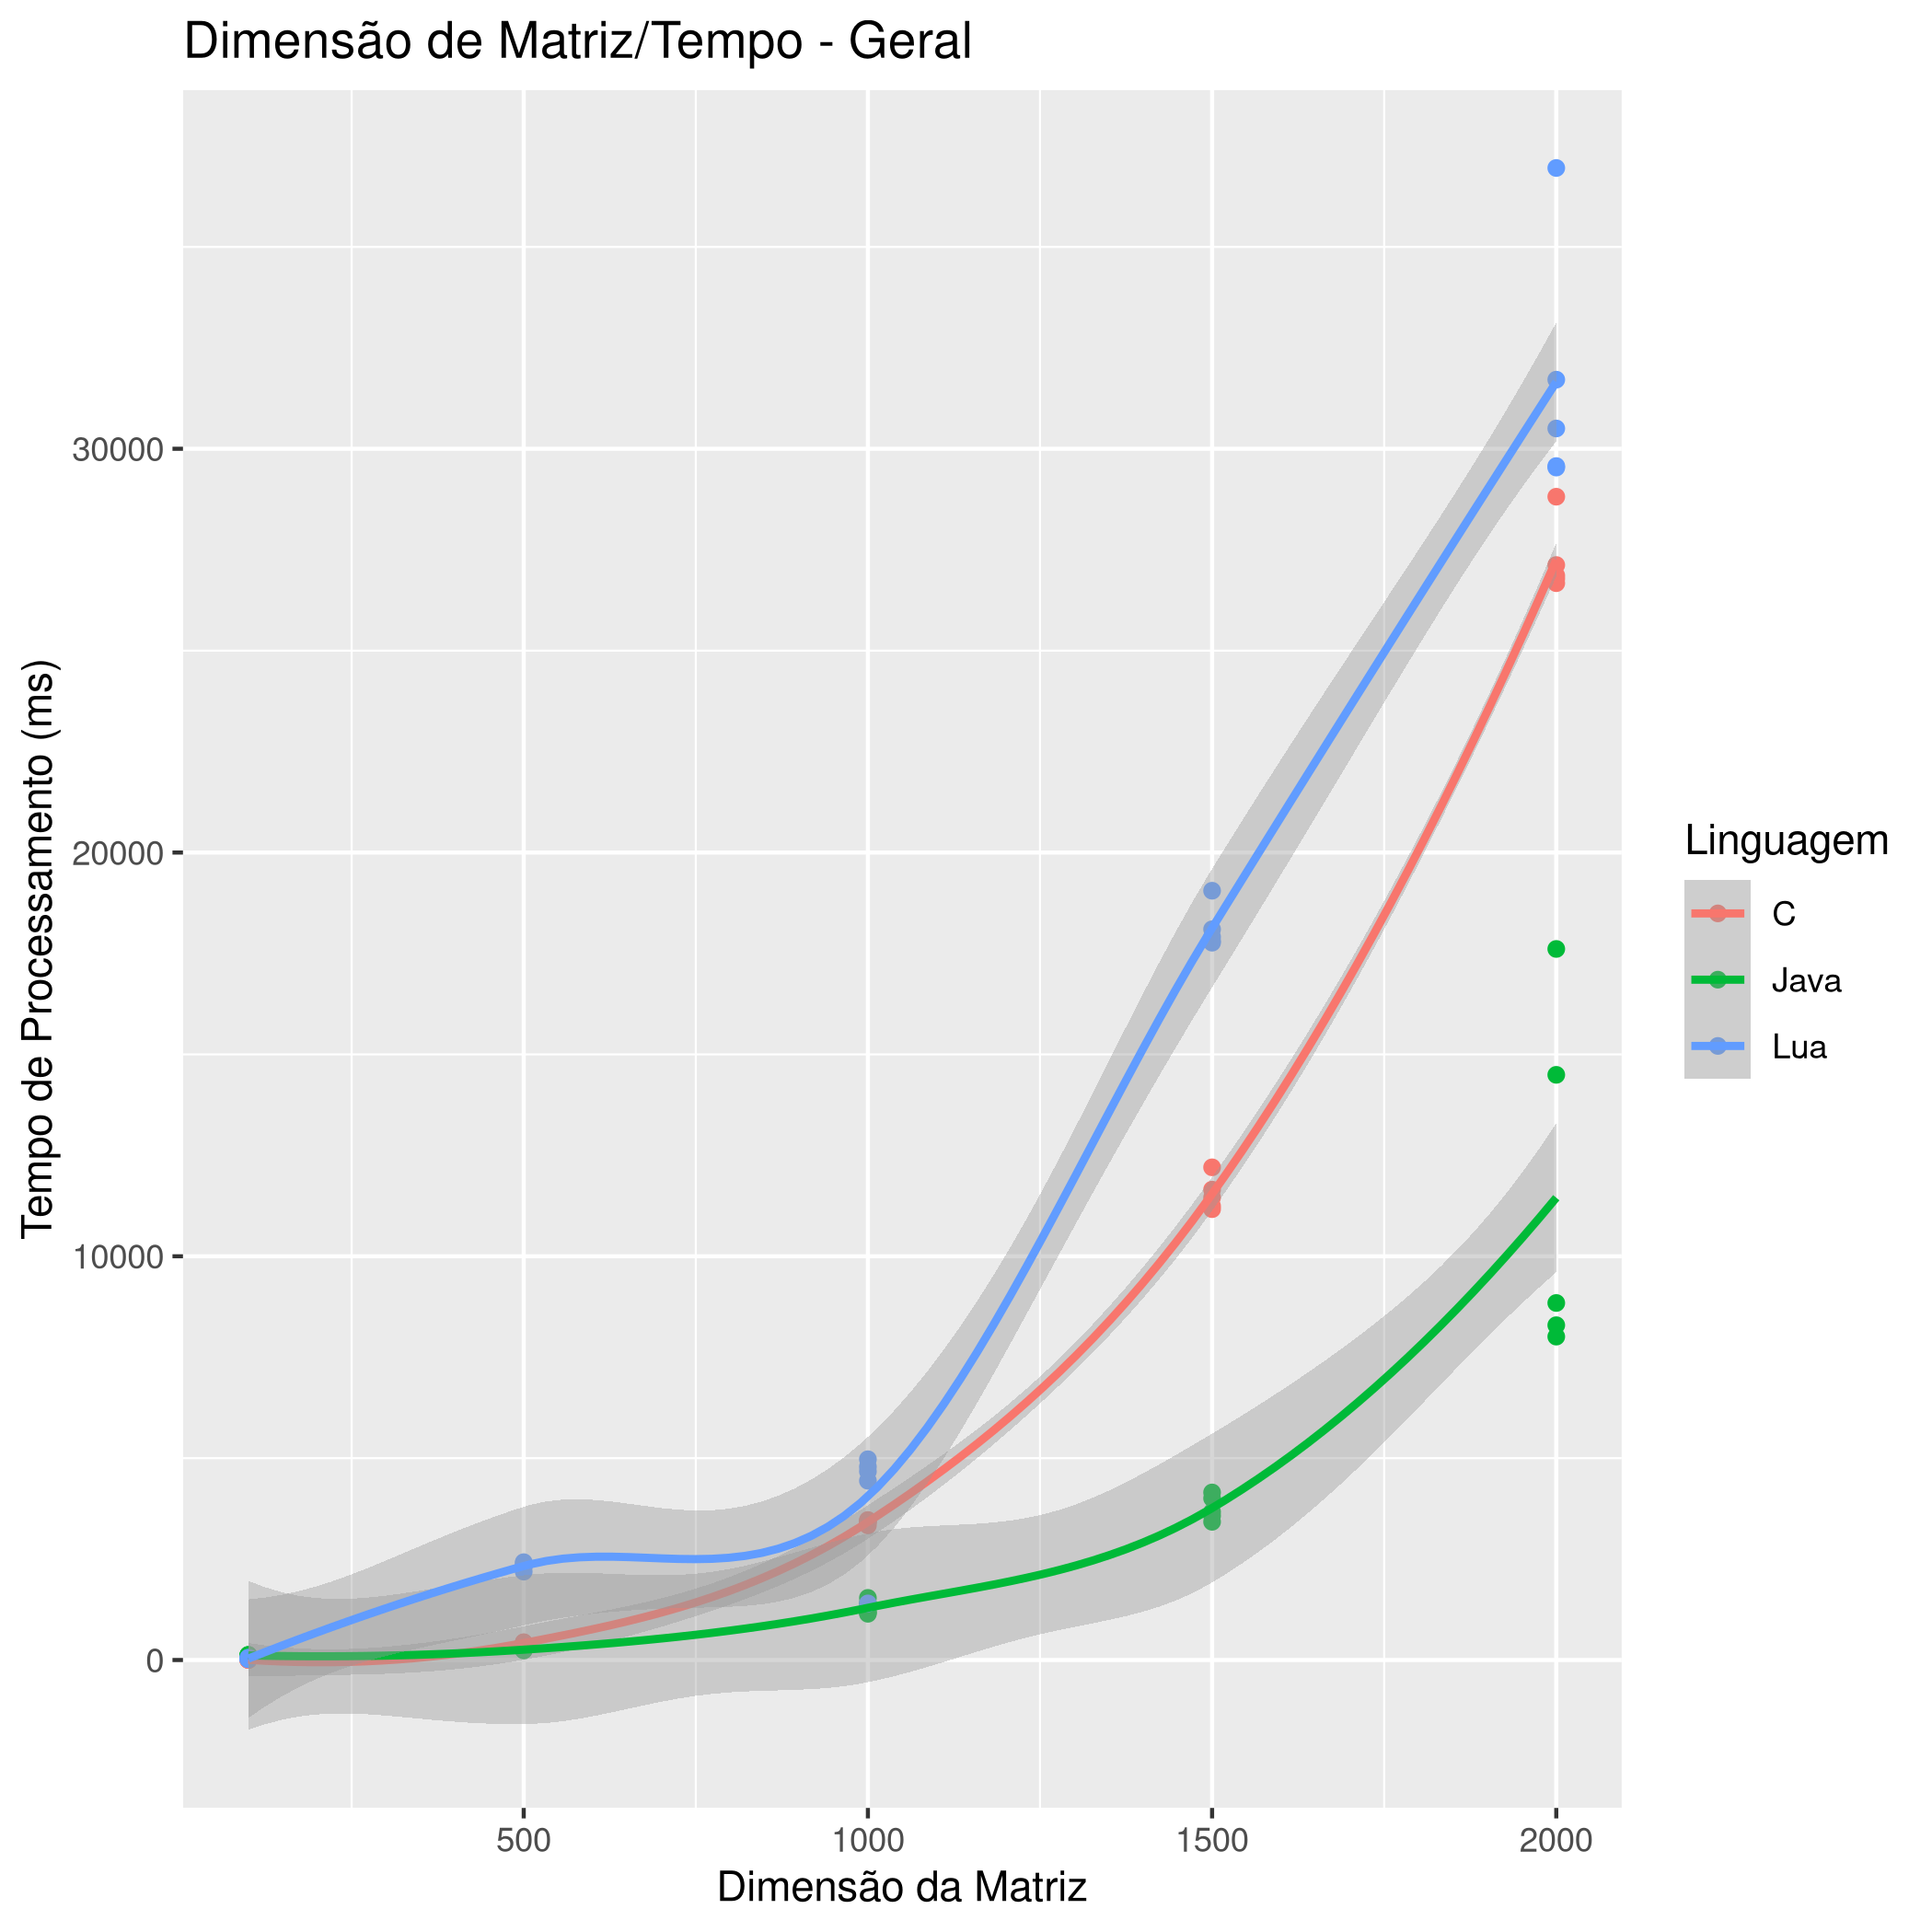 Dimensão de Matriz/Tempo - Geral
Tempo de Processamento (ms)
30000
20000
10000
0
500
1000
1500
2000
Dimensão da Matriz
Linguagem
C
Java
Lua